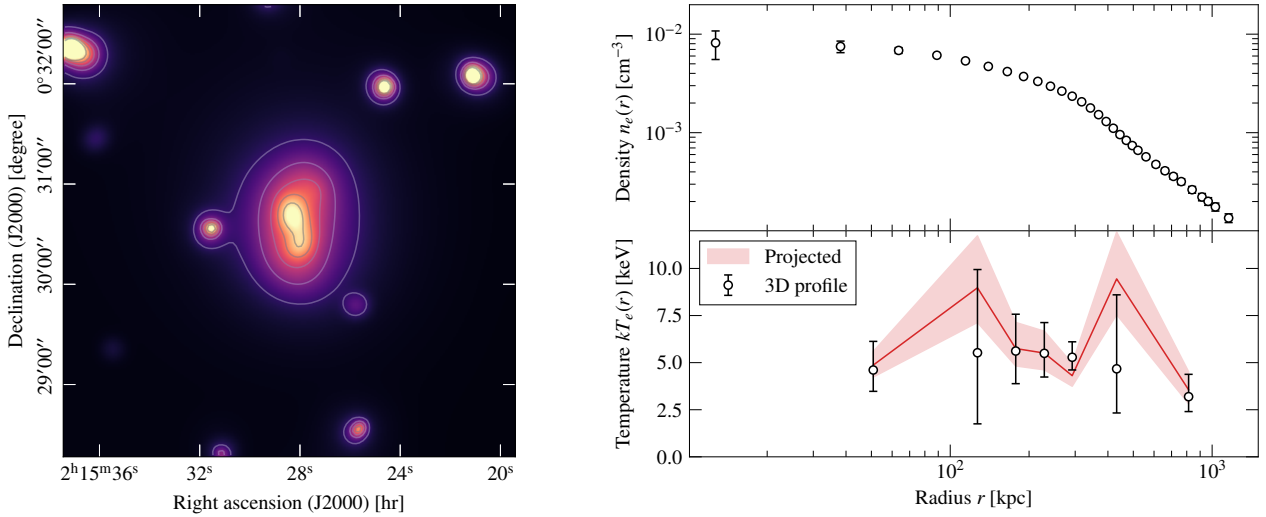 Declination (J2000) [degree]
0°32′00″
31′00″
30′00″
29′00″
2ʰ15ᵐ36ˢ 32ˢ 28ˢ 24ˢ 20ˢ
Right ascension (J2000) [hr]
Density nₑ(r) [cm⁻³]
10⁻²
10⁻³
Temperature kTₑ(r) [keV]
10.0
7.5
5.0
2.5
0.0
Projected
3D profile
10² 10³
Radius r [kpc]